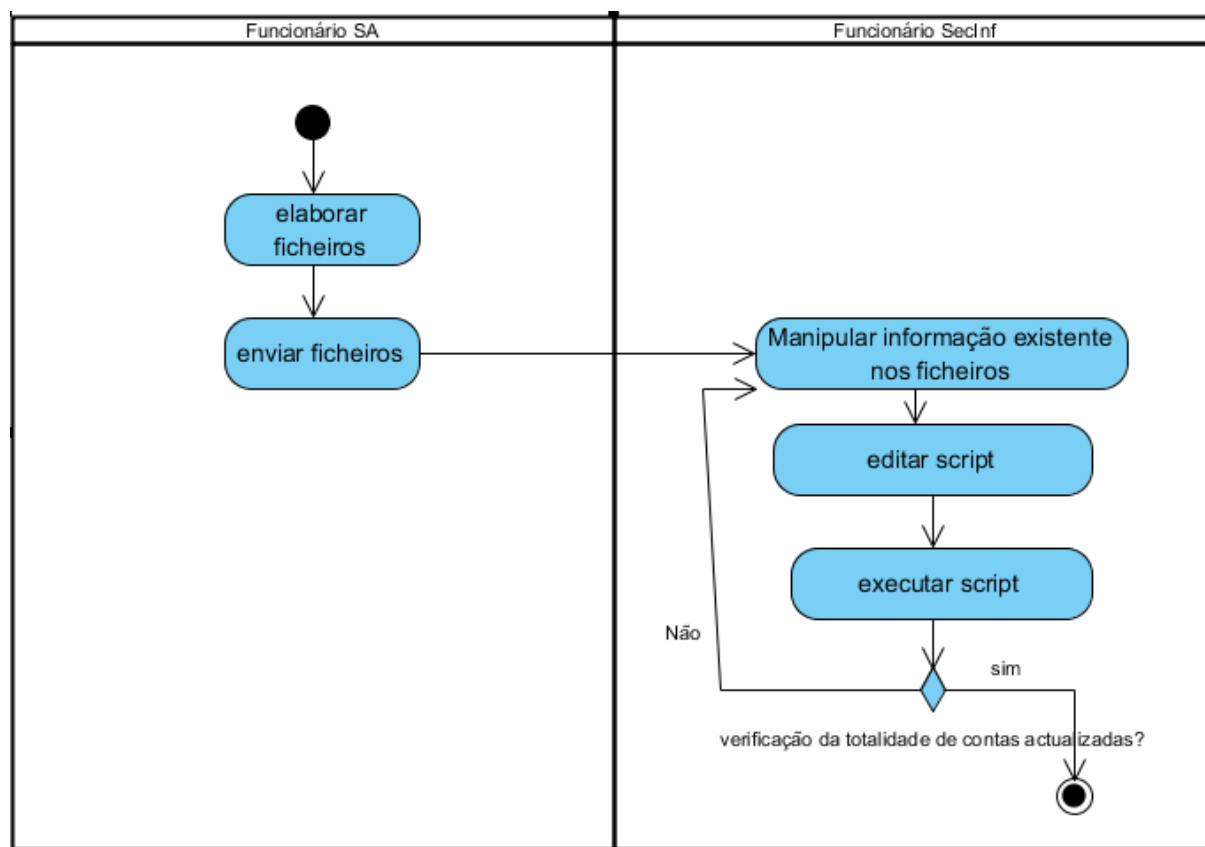 Funcionário SA
Funcionário SecInf
elaborar
ficheiros
enviar ficheiros
Manipular informação existente
nos ficheiros
editar script
executar script
Não
sim
verificação da totalidade de contas actualizadas?